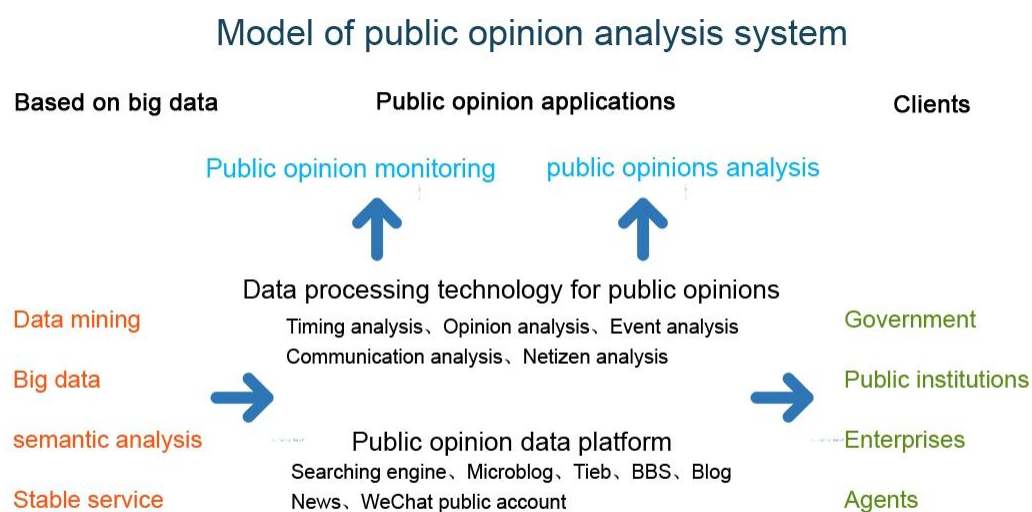 Model of public opinion analysis system
Based on big data
Public opinion applications
Clients
Public opinion monitoring
public opinions analysis
Data processing technology for public opinions
Timing analysis、Opinion analysis、Event analysis
Communication analysis、Netizen analysis
Public opinion data platform
Searching engine、Microblog、Tieb、BBS、Blog
News、WeChat public account
Data mining
Big data
semantic analysis
Stable service
Government
Public institutions
Enterprises
Agents